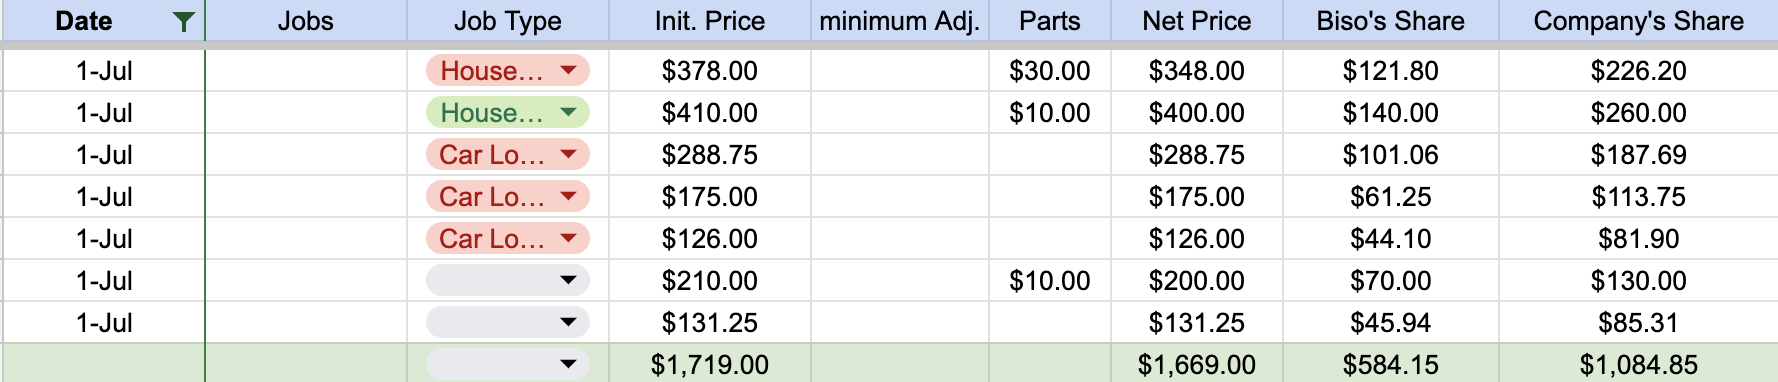 Date Jobs Job Type Init. Price minimum Adj. Parts Net Price Biso's Share Company's Share
1-Jul House... $378.00 $30.00 $348.00 $121.80 $226.20
1-Jul House... $410.00 $10.00 $400.00 $140.00 $260.00
1-Jul Car Lo... $288.75 $288.75 $101.06 $187.69
1-Jul Car Lo... $175.00 $175.00 $61.25 $113.75
1-Jul Car Lo... $126.00 $126.00 $44.10 $81.90
1-Jul $210.00 $10.00 $200.00 $70.00 $130.00
1-Jul $131.25 $131.25 $45.94 $85.31
$1,719.00 $1,669.00 $584.15 $1,084.85